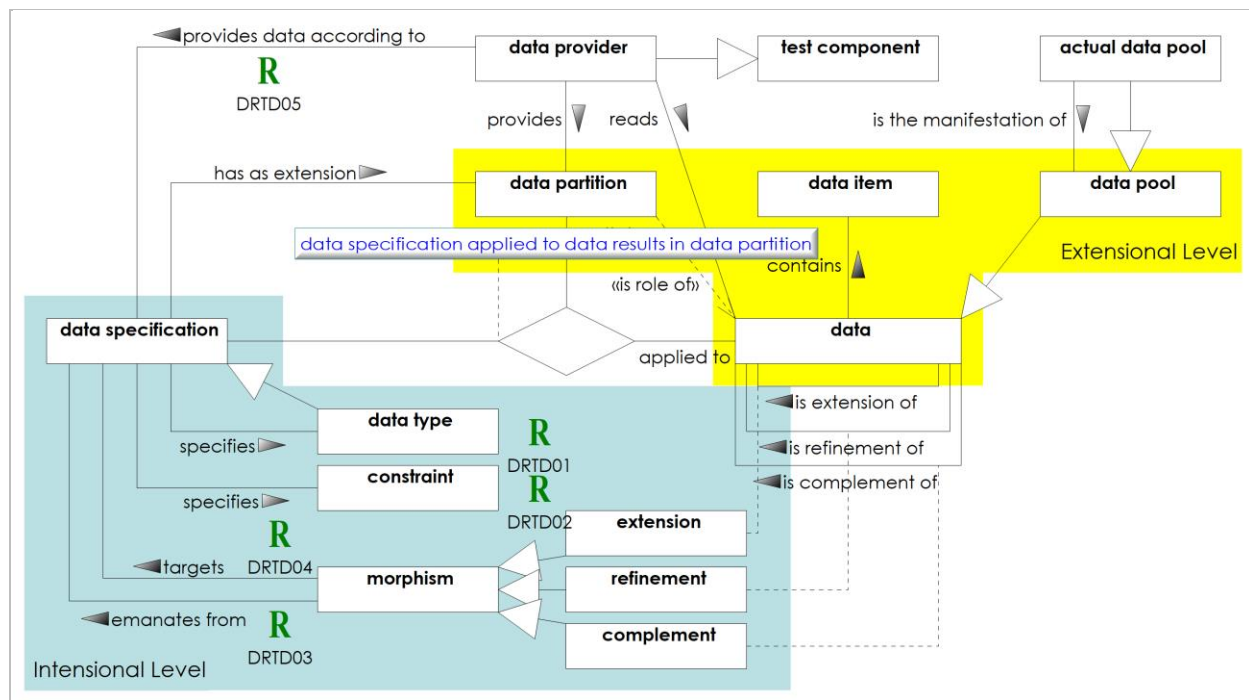 provides data according to
R
DRTD05
data provider
test component
actual data pool
provides
reads
is the manifestation of
has as extension
data partition
data item
data pool
data specification applied to data results in data partition
contains
Extensional Level
«is role of»
data specification
data
applied to
is extension of
data type
specifies
R
DRTD01
is refinement of
constraint
specifies
R
DRTD02
is complement of
extension
R
DRTD04
targets
morphism
refinement
emanates from
R
DRTD03
complement
Intensional Level